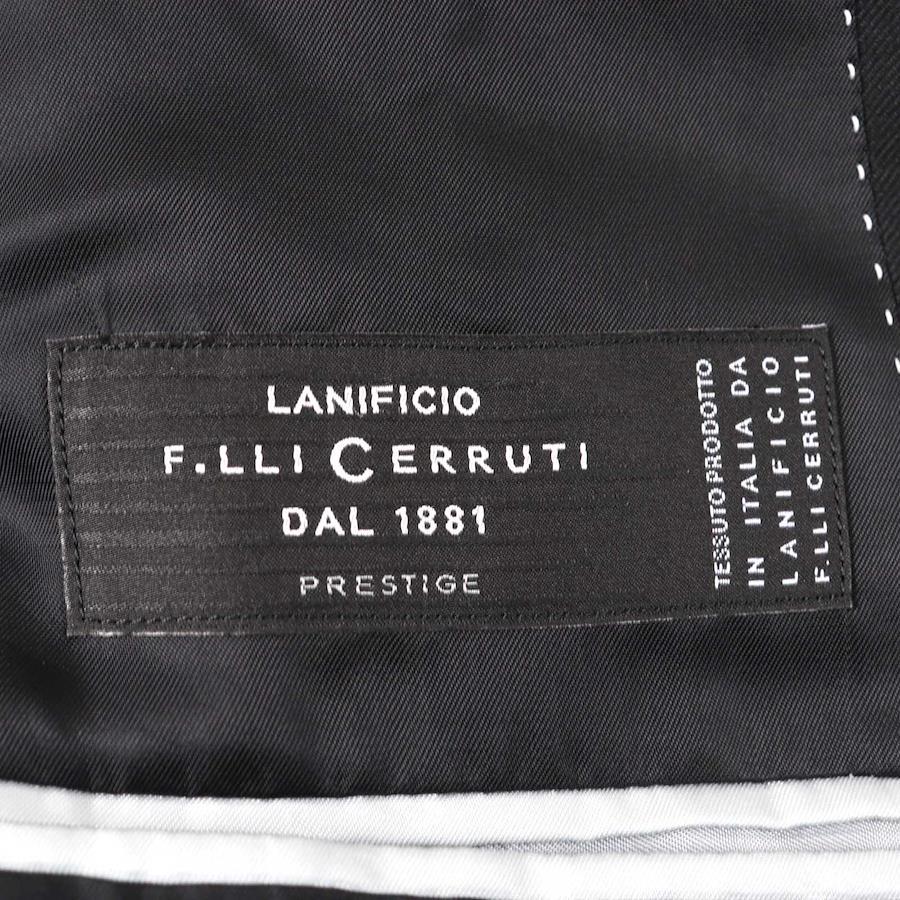 LANIFICIO
F.LLI CERRUTI
DAL 1881
PRESTIGE
TESSUTO PRODOTTO
IN ITALIA DA
LANIFICIO
F.LLI CERRUTI